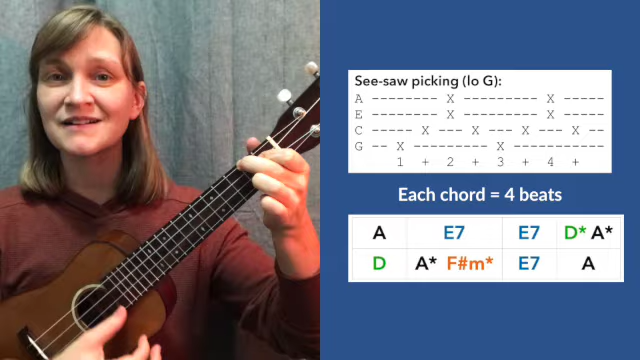 See-saw picking (lo G):
A -------- X --------- X -----
E -------- X --------- X -----
C ----- X --- X --- X --- X ---
G -- X --------- X ------------
1 + 2 + 3 + 4 +
Each chord = 4 beats
A E7 E7 D* A*
D A* F#m* E7 A